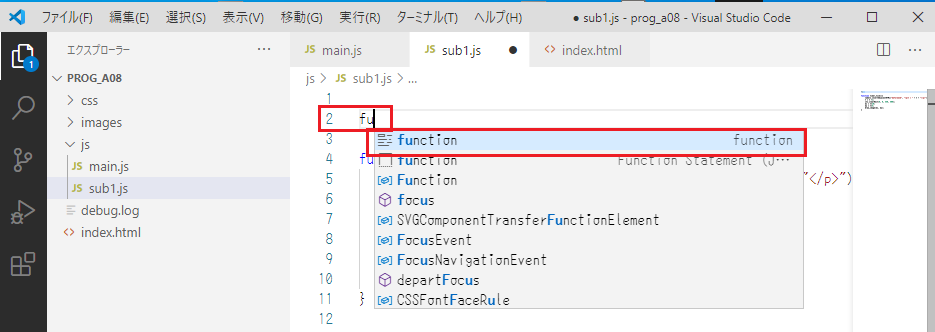 ファイル(F) 編集(E) 選択(S) 表示(V) 移動(G) 実行(R) ターミナル(T) ヘルプ(H) ● sub1.js - prog_a08 - Visual Studio Code
エクスプローラー ···
JS main.js JS sub1.js ● <> index.html ···
PROG_A08
css
images
js
JS main.js
JS sub1.js
debug.log
<> index.html
1
js > JS sub1.js > ...
1
2 fu
function function
3
4 fu
function Function Statement (J…
5 "</p>")
Function
6
focus
7
SVGComponentTransferFunctionElement
8
FocusEvent
9
FocusNavigationEvent
10
departFocus
11 }
CSSFontFaceRule
12